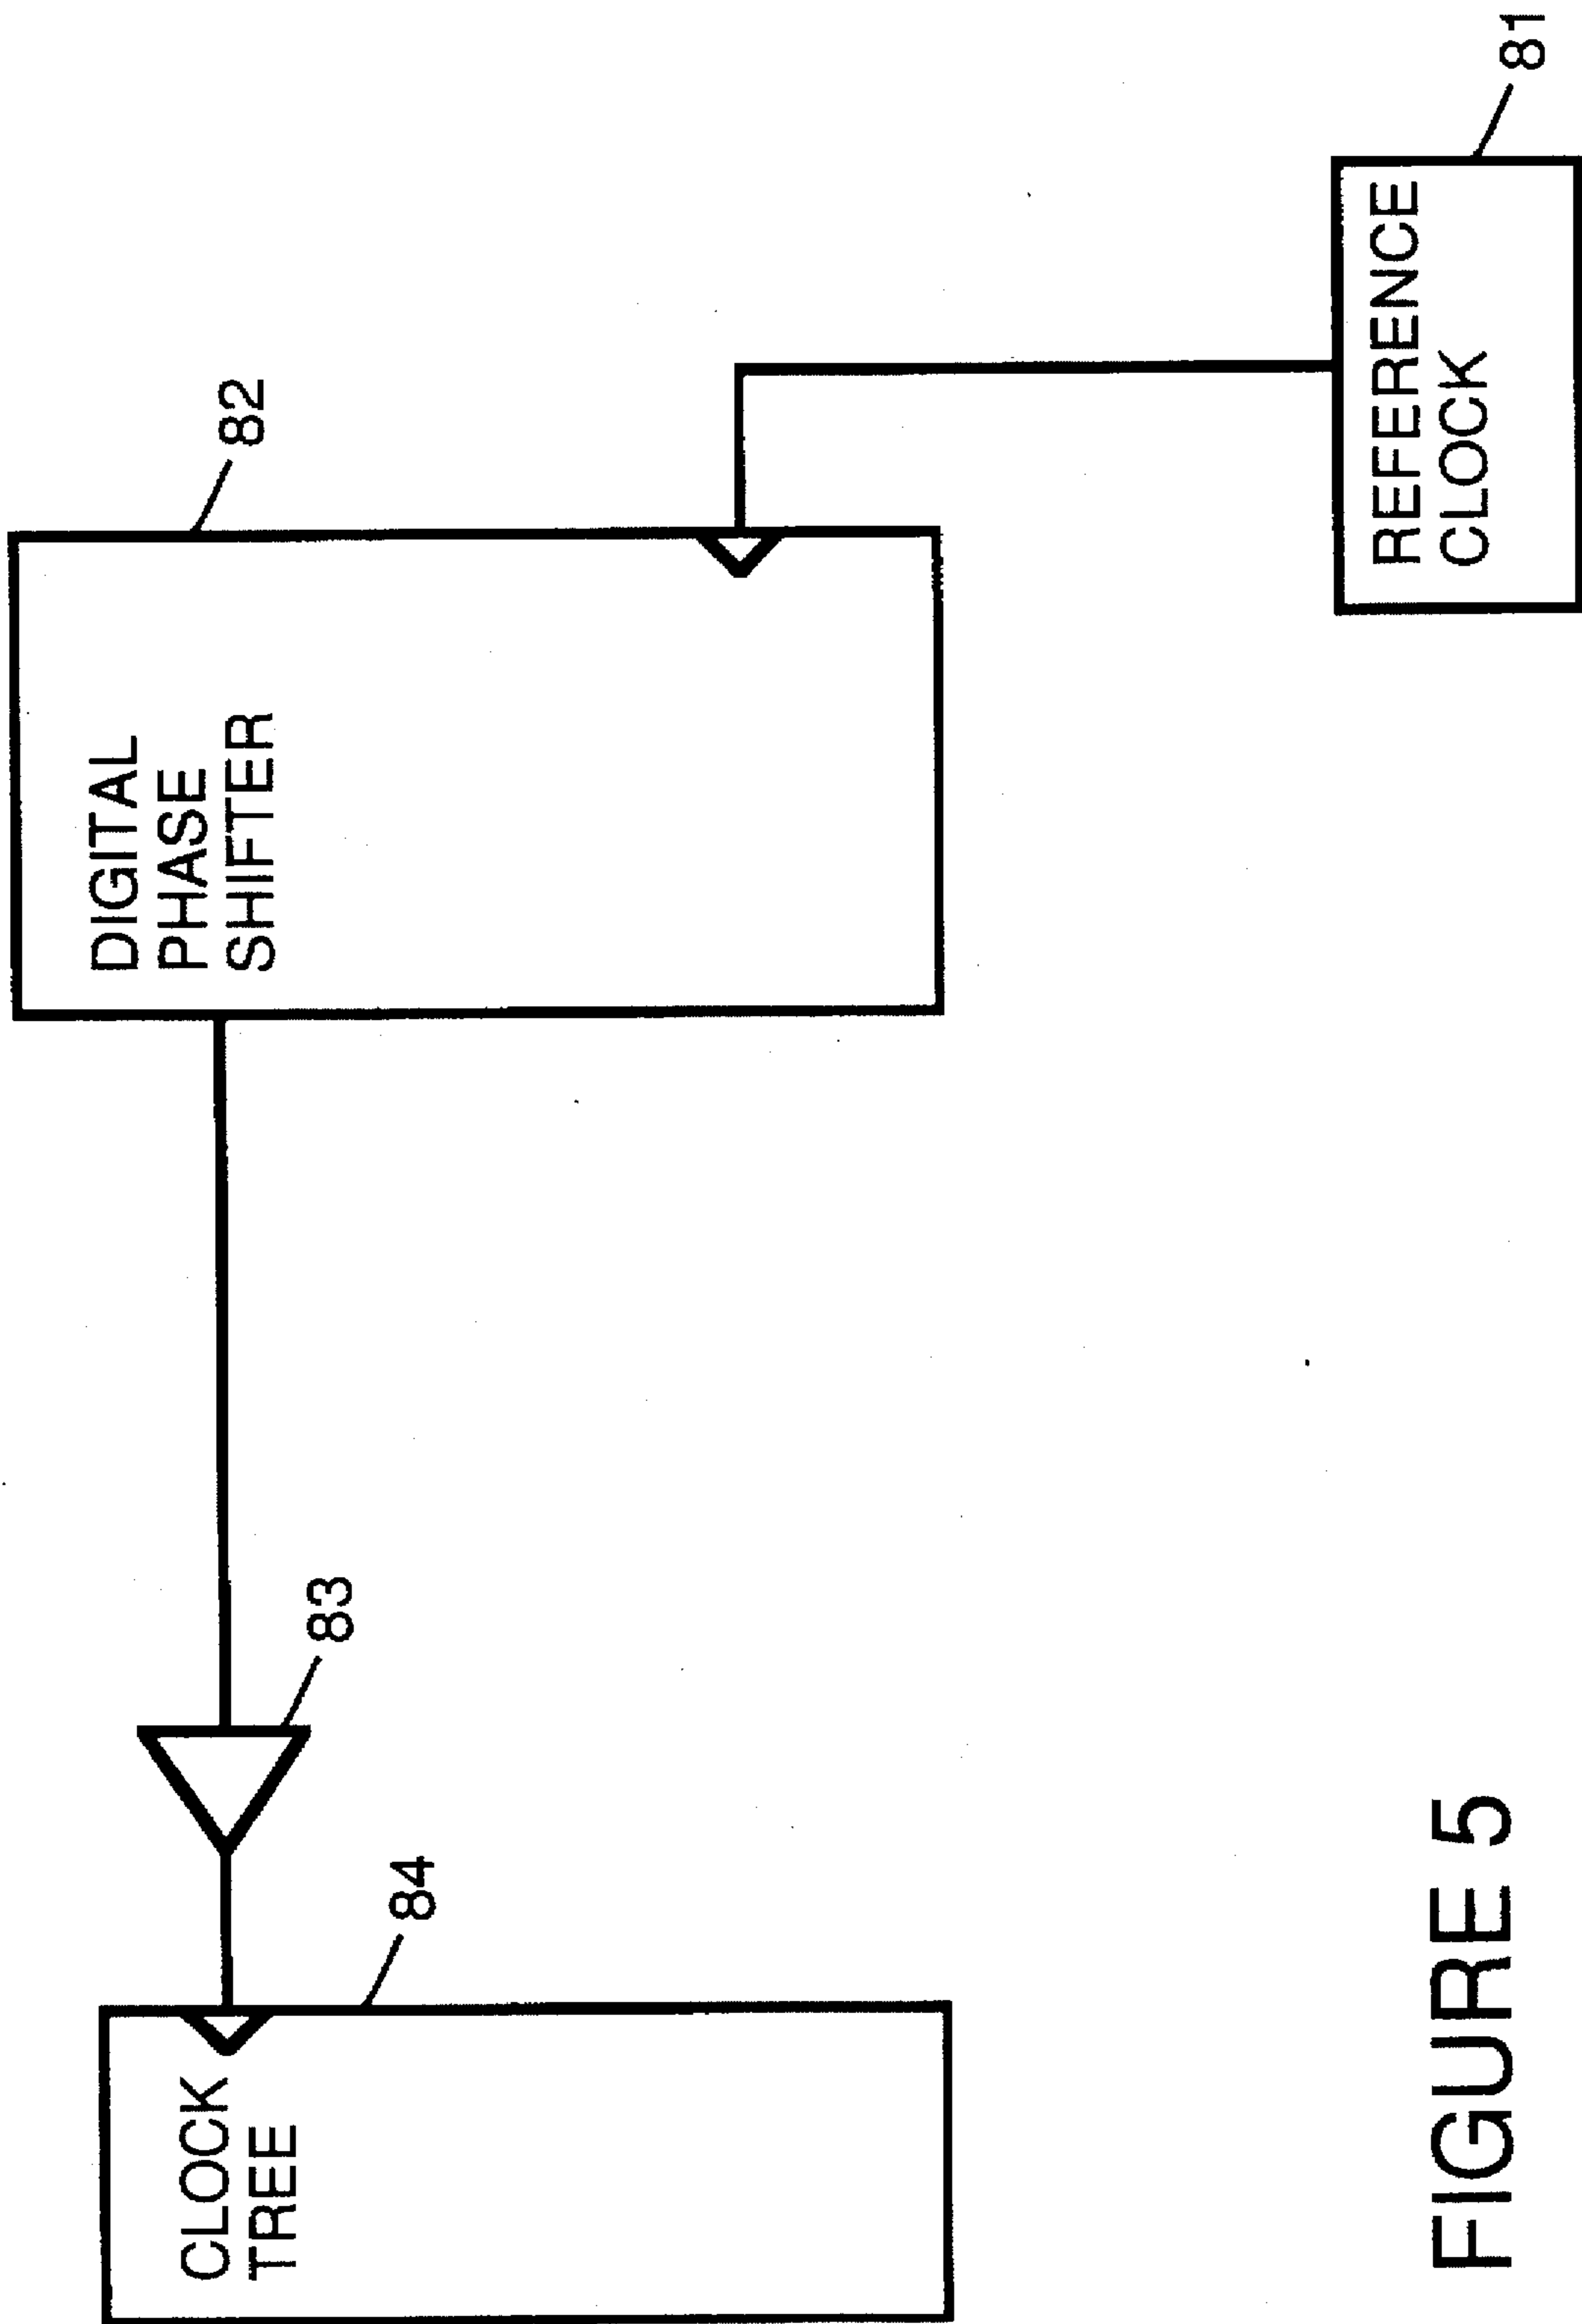 CLOCK
TREE
84
83
DIGITAL
PHASE
SHIFTER
82
REFERENCE
CLOCK
81
FIGURE 5